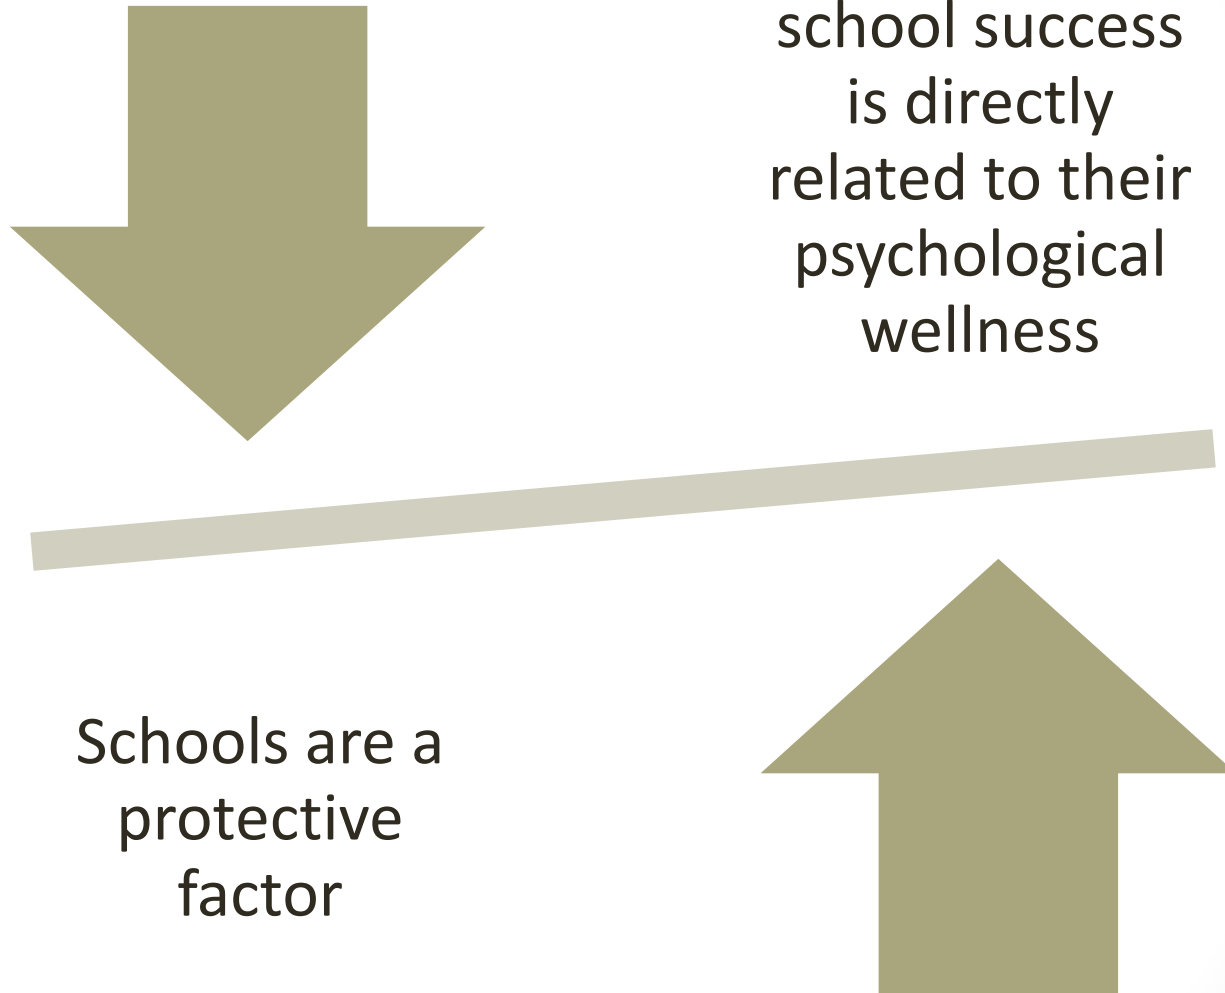 school success
is directly
related to their
psychological
wellness
Schools are a
protective
factor